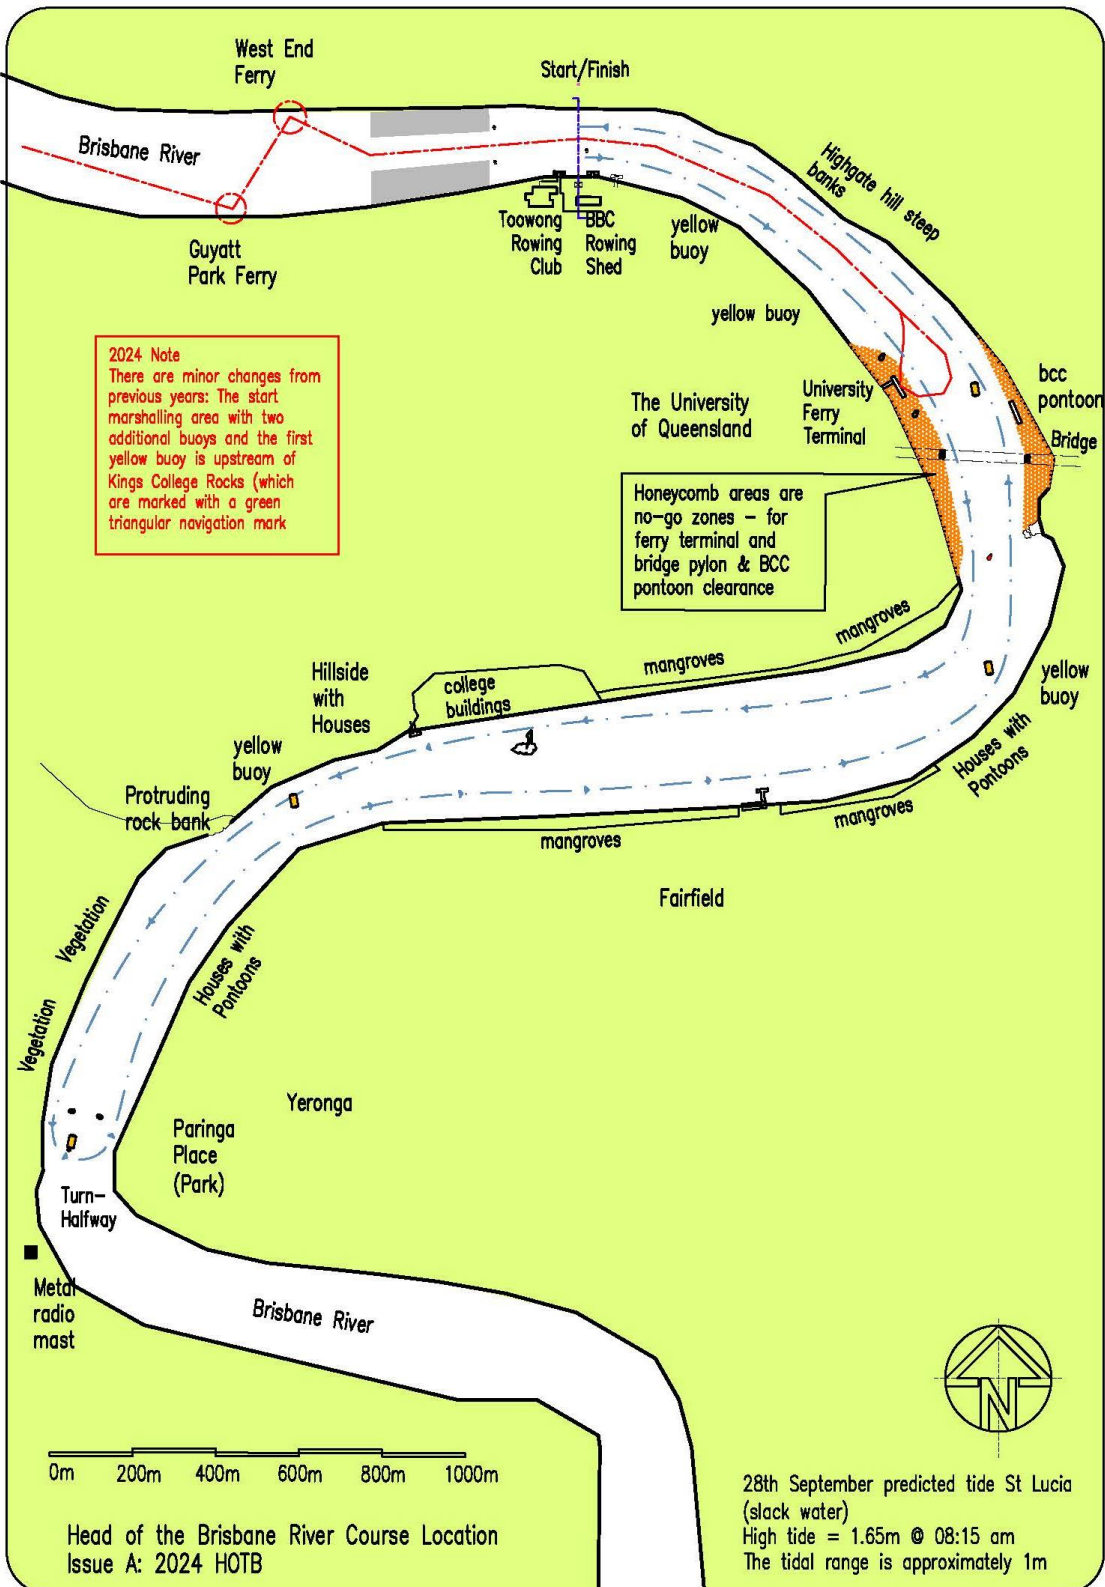 West End
Ferry
Start/Finish
Brisbane River
Highgate hill steep
banks
Toowong
Rowing
Club
BBC
Rowing
Shed
yellow
buoy
Guyatt
Park Ferry
yellow buoy
2024 Note
There are minor changes from
previous years: The start
marshalling area with two
additional buoys and the first
yellow buoy is upstream of
Kings College Rocks (which
are marked with a green
triangular navigation mark
The University
of Queensland
University
Ferry
Terminal
bcc
pontoon
Bridge
Honeycomb areas are
no-go zones – for
ferry terminal and
bridge pylon & BCC
pontoon clearance
mangroves
mangroves
Hillside
with
Houses
college
buildings
yellow
buoy
yellow
buoy
Protruding
rock bank
Houses with
Pontoons
mangroves
mangroves
Fairfield
Vegetation
Houses with
Pontoons
Vegetation
Yeronga
Paringa
Place
(Park)
Turn-
Halfway
Metal
radio
mast
Brisbane River
N
0m 200m 400m 600m 800m 1000m
28th September predicted tide St Lucia
(slack water)
High tide = 1.65m @ 08:15 am
The tidal range is approximately 1m
Head of the Brisbane River Course Location
Issue A: 2024 HOTB